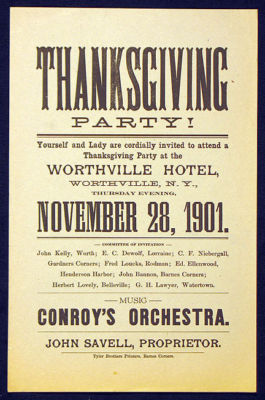 THANKSGIVING
PARTY!
Yourself and Lady are cordially invited to attend a
Thanksgiving Party at the
WORTHVILLE HOTEL,
WORTHVILLE, N. Y.,
THURSDAY EVENING,
NOVEMBER 28, 1901.
— COMMITTEE OF INVITATION —
John Kelly, Worth; E. C. Dewolf, Lorraine; C. F. Niebergall,
Gardners Corners; Fred Loucks, Rodman; Ed. Ellenwood,
Henderson Harbor; John Bannon, Barnes Corners;
Herbert Lovely, Belleville; G. H. Lawyer, Watertown.
— MUSIC —
CONROY'S ORCHESTRA.
JOHN SAVELL, PROPRIETOR.
Tyler Brothers Printers, Barnes Corners.